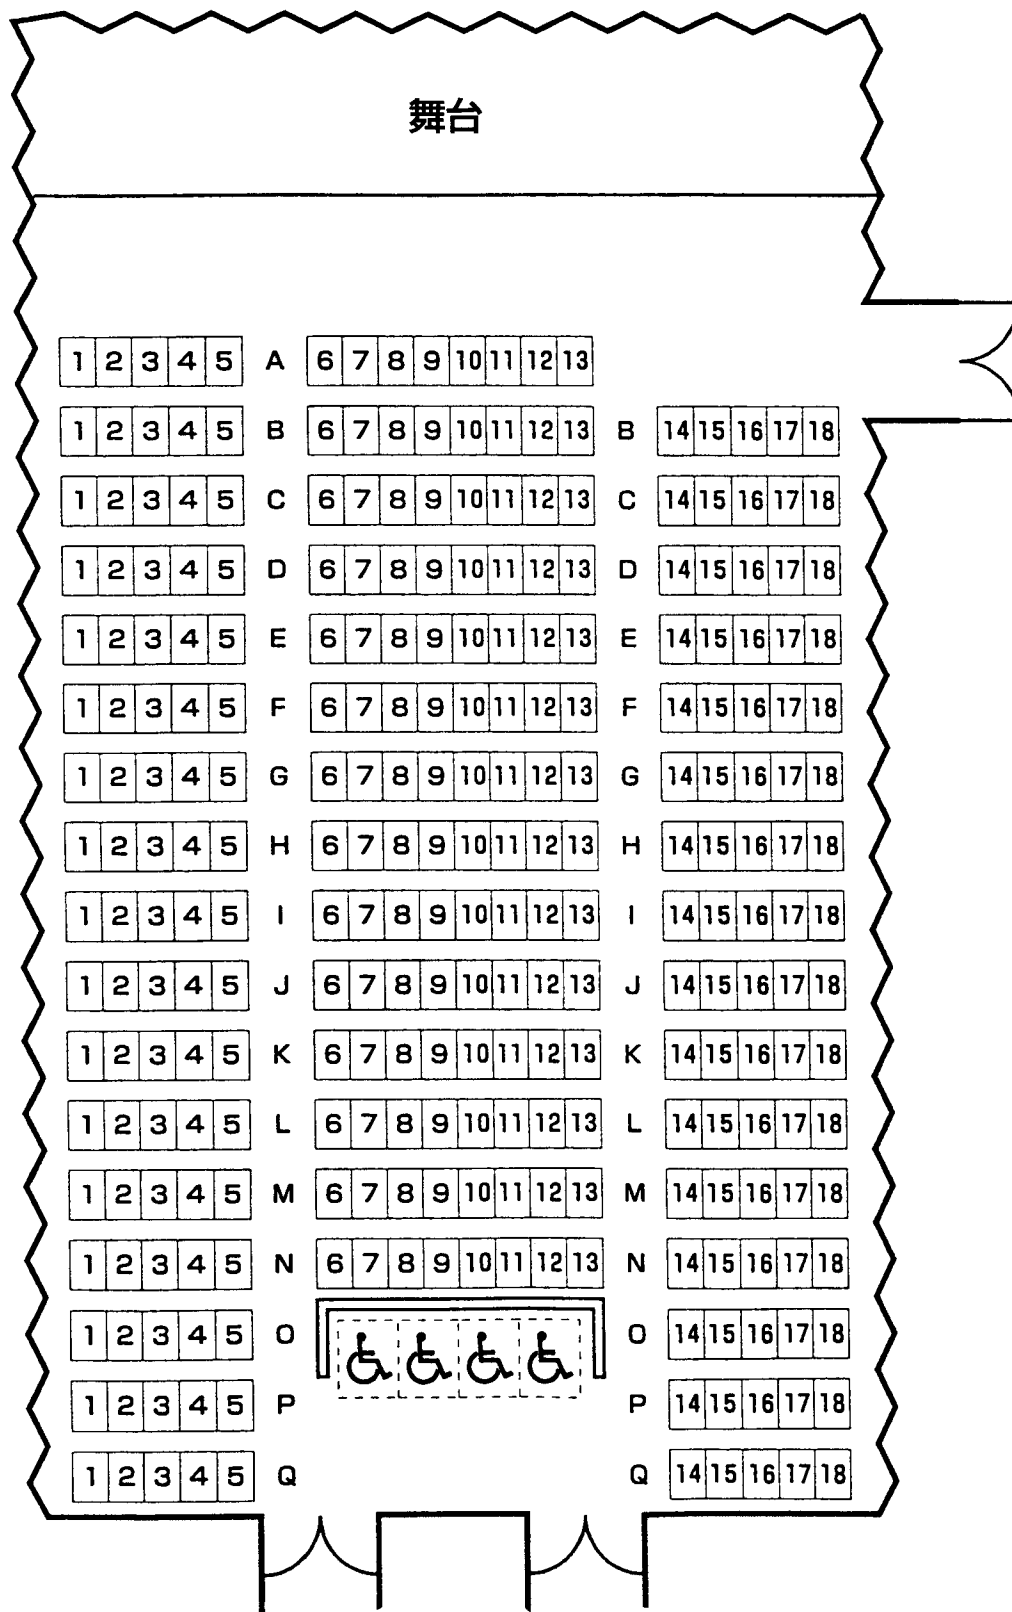 舞台
1 2 3 4 5 A 6 7 8 9 10 11 12 13
1 2 3 4 5 B 6 7 8 9 10 11 12 13 B 14 15 16 17 18
1 2 3 4 5 C 6 7 8 9 10 11 12 13 C 14 15 16 17 18
1 2 3 4 5 D 6 7 8 9 10 11 12 13 D 14 15 16 17 18
1 2 3 4 5 E 6 7 8 9 10 11 12 13 E 14 15 16 17 18
1 2 3 4 5 F 6 7 8 9 10 11 12 13 F 14 15 16 17 18
1 2 3 4 5 G 6 7 8 9 10 11 12 13 G 14 15 16 17 18
1 2 3 4 5 H 6 7 8 9 10 11 12 13 H 14 15 16 17 18
1 2 3 4 5 I 6 7 8 9 10 11 12 13 I 14 15 16 17 18
1 2 3 4 5 J 6 7 8 9 10 11 12 13 J 14 15 16 17 18
1 2 3 4 5 K 6 7 8 9 10 11 12 13 K 14 15 16 17 18
1 2 3 4 5 L 6 7 8 9 10 11 12 13 L 14 15 16 17 18
1 2 3 4 5 M 6 7 8 9 10 11 12 13 M 14 15 16 17 18
1 2 3 4 5 N 6 7 8 9 10 11 12 13 N 14 15 16 17 18
1 2 3 4 5 O O 14 15 16 17 18
1 2 3 4 5 P P 14 15 16 17 18
1 2 3 4 5 Q Q 14 15 16 17 18